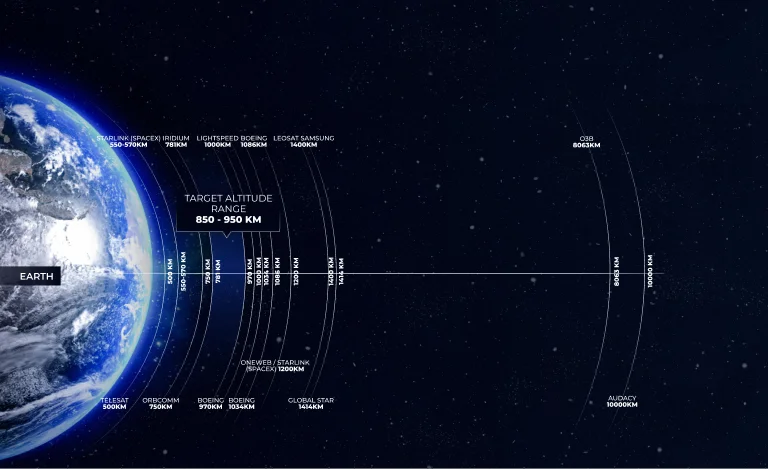 STARLINK (SPACEX) IRIDIUM LIGHTSPEED BOEING LEOSAT SAMSUNG O3B
550-570KM 781KM 1000KM 1086KM 1400KM 8063KM
TARGET ALTITUDE
RANGE
850 - 950 KM
EARTH
500 KM
550-570 KM
750 KM
781 KM
970 KM
1000 KM
1034 KM
1086 KM
1200 KM
1400 KM
1414 KM
8063 KM
10000 KM
ONEWEB / STARLINK
(SPACEX) 1200KM
TELESAT ORBCOMM BOEING BOEING GLOBAL STAR AUDACY
500KM 750KM 970KM 1034KM 1414KM 10000KM